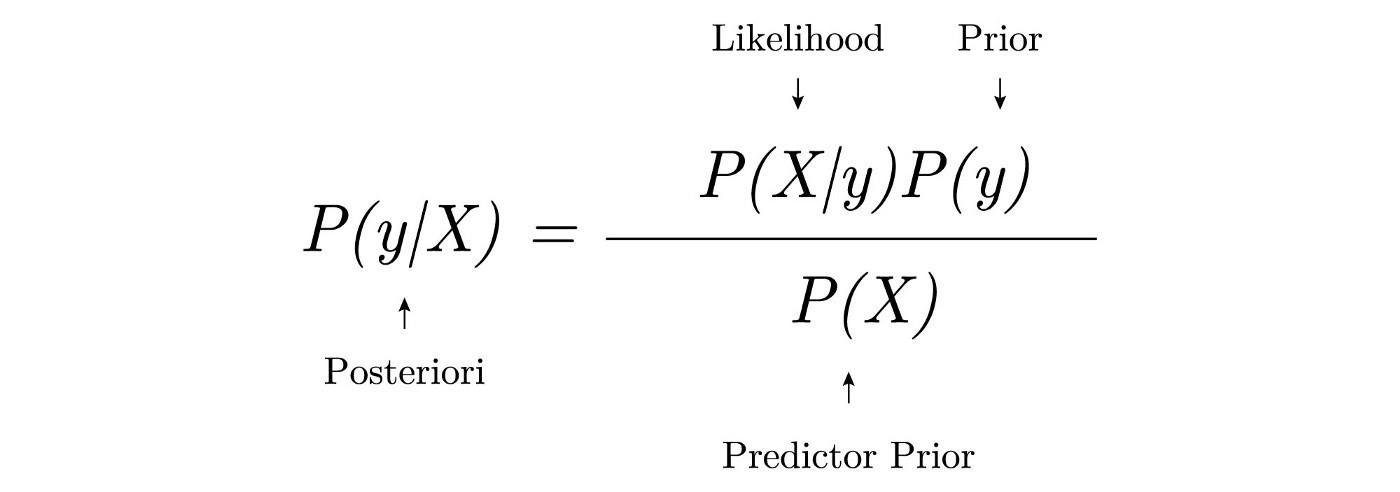 Likelihood Prior
P(X/y)P(y)
P(y/X) =
P(X)
Posteriori
Predictor Prior